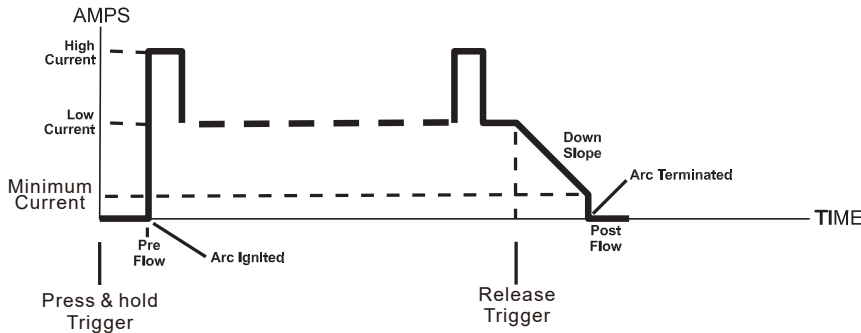 AMPS
High
Current
Low
Current
Minimum
Current
Down
Slope
Arc Terminated
TIME
Pre
Flow
Arc Ignited
Post
Flow
Press & hold
Trigger
Release
Trigger